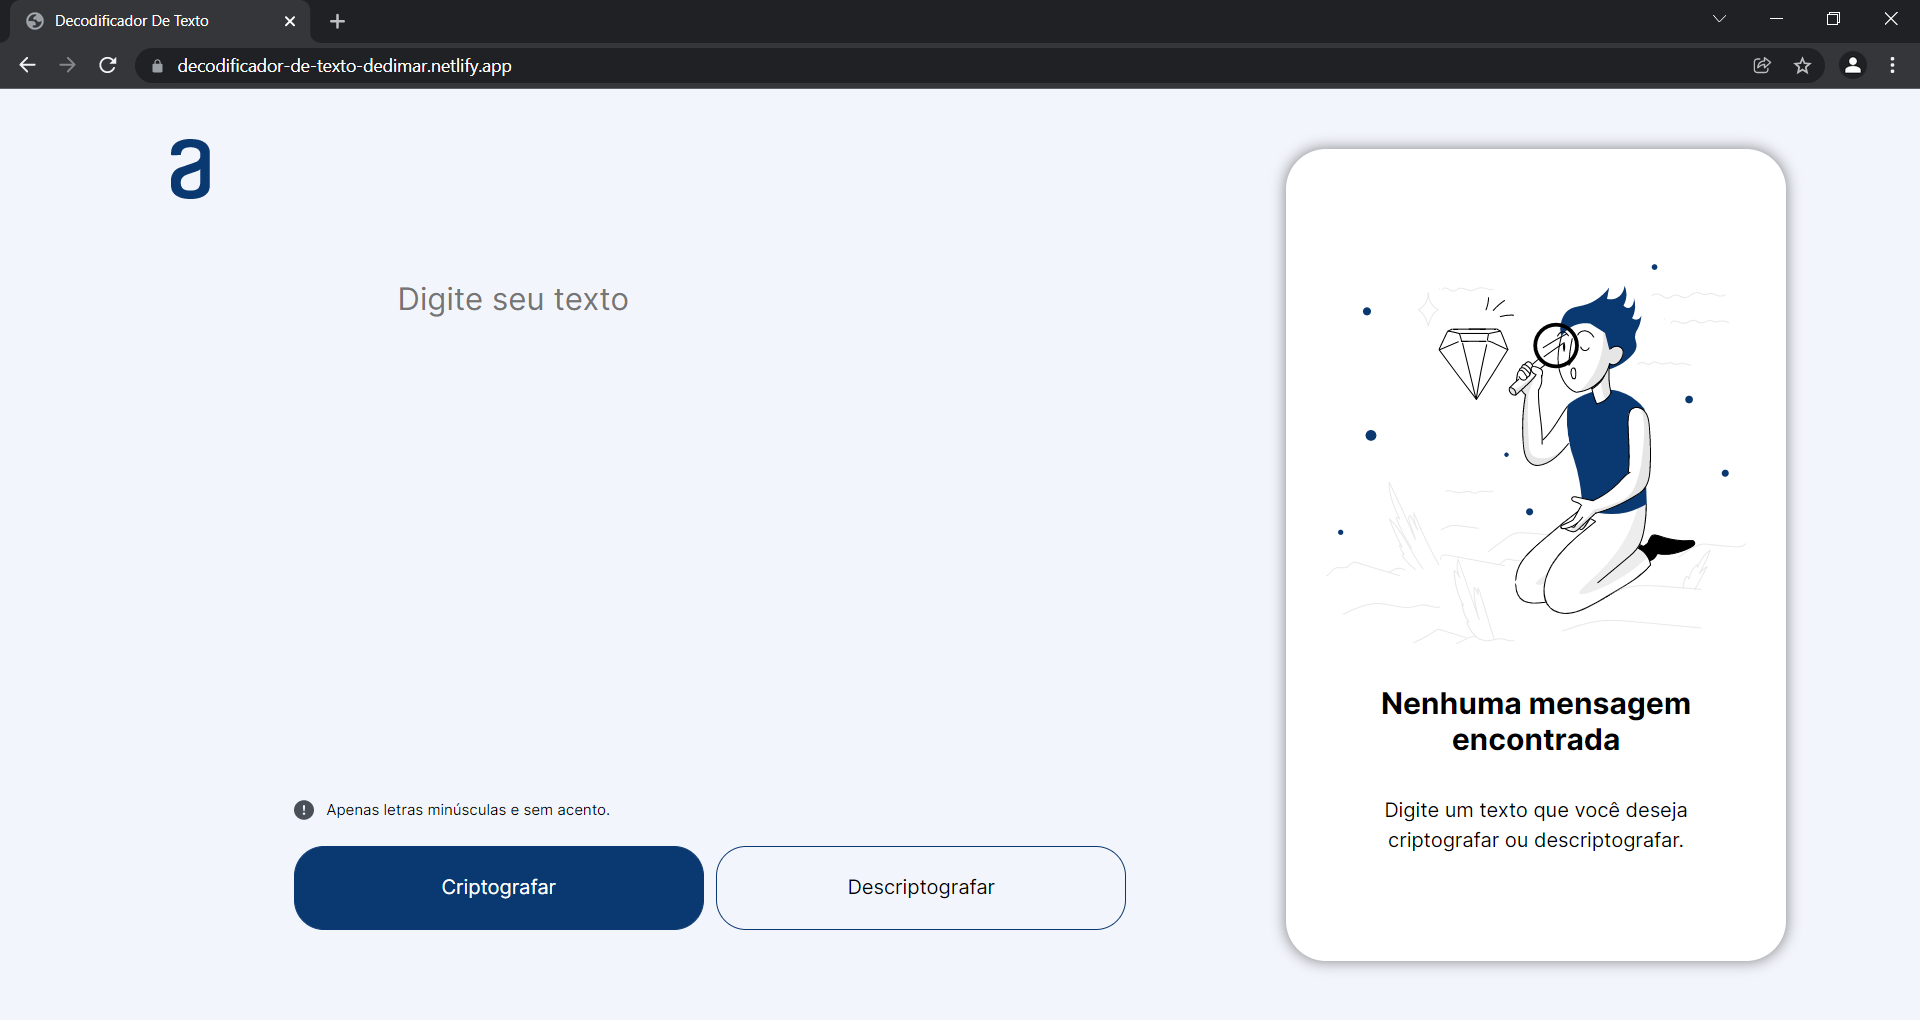 Decodificador De Texto
decodificador-de-texto-dedimar.netlify.app
a
Digite seu texto
Apenas letras minúsculas e sem acento.
Criptografar
Descriptografar
Nenhuma mensagem
encontrada
Digite um texto que você deseja
criptografar ou descriptografar.